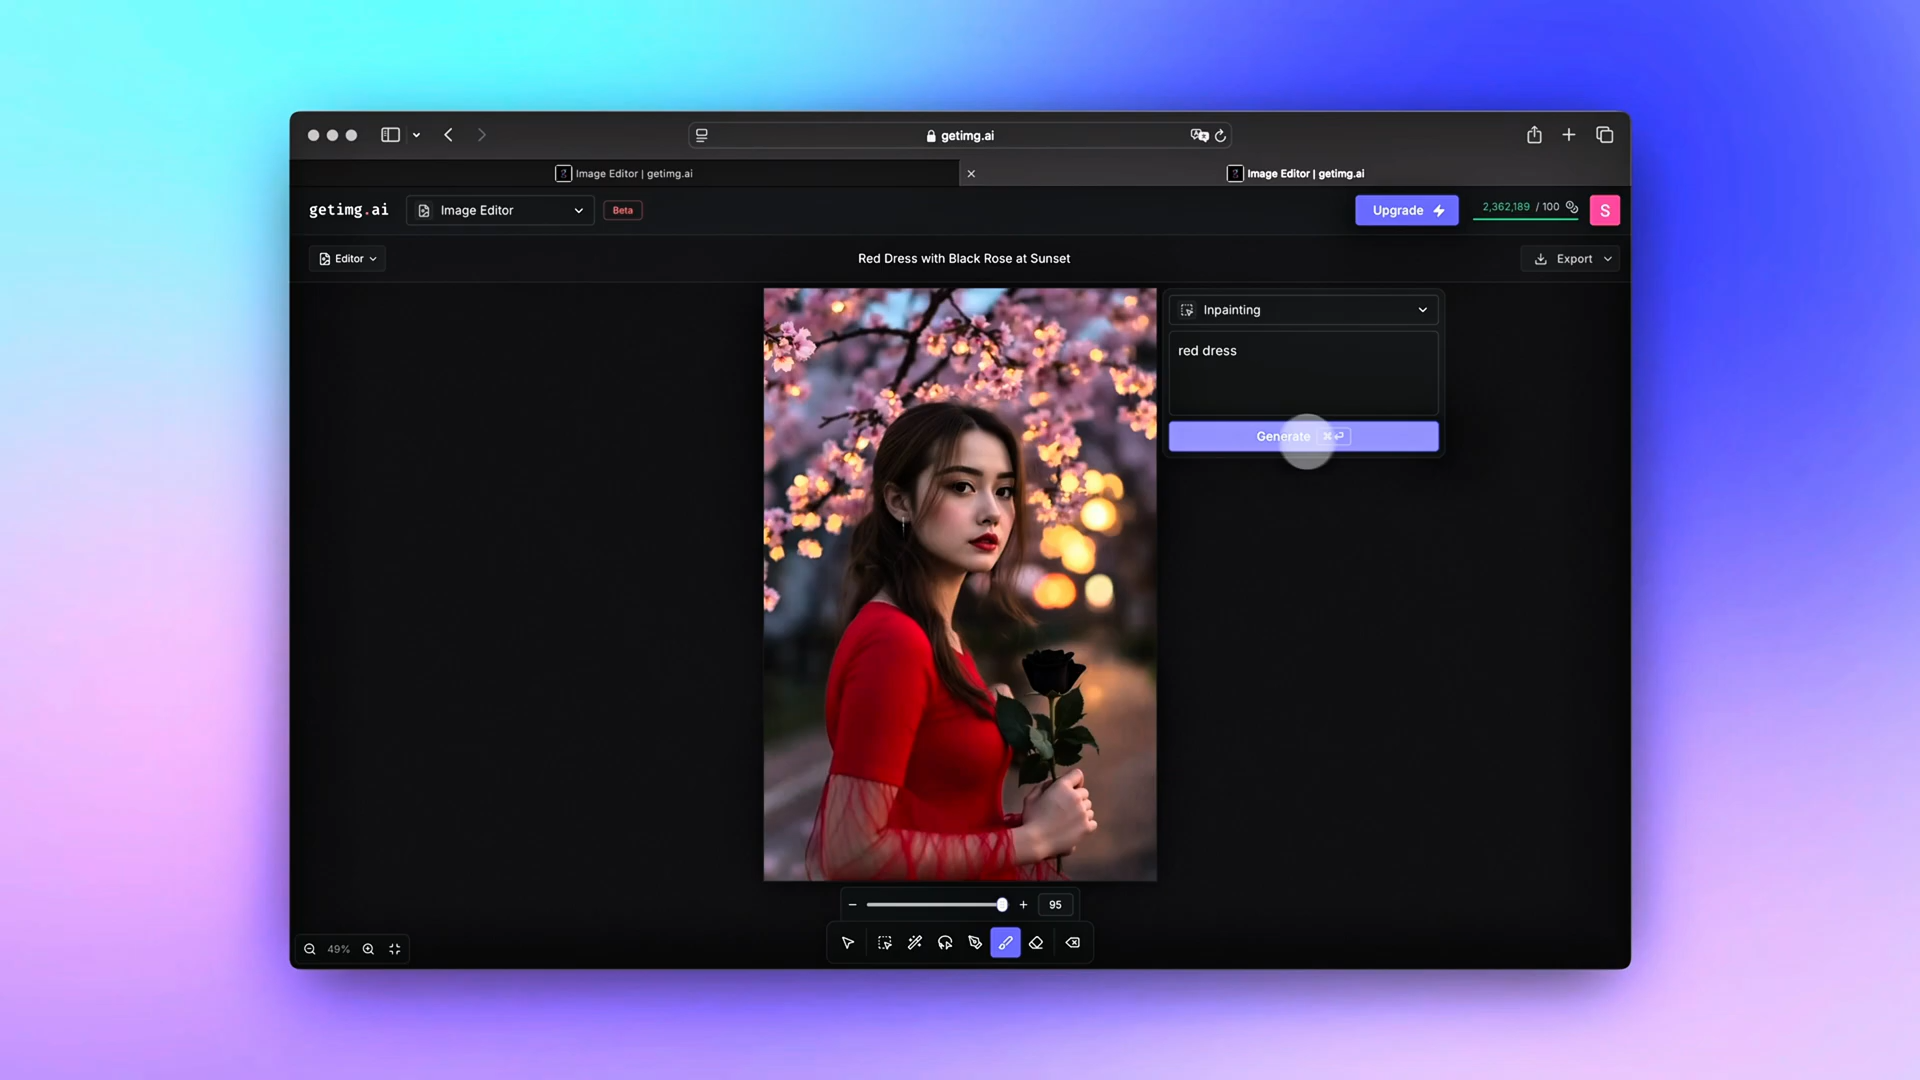 getimg.ai
Image Editor | getimg.ai
Image Editor | getimg.ai
getimg.ai
Image Editor
Beta
Upgrade
2,362,189 / 100
S
Editor
Red Dress with Black Rose at Sunset
Export
Inpainting
red dress
Generate ⌘⏎
95
49%